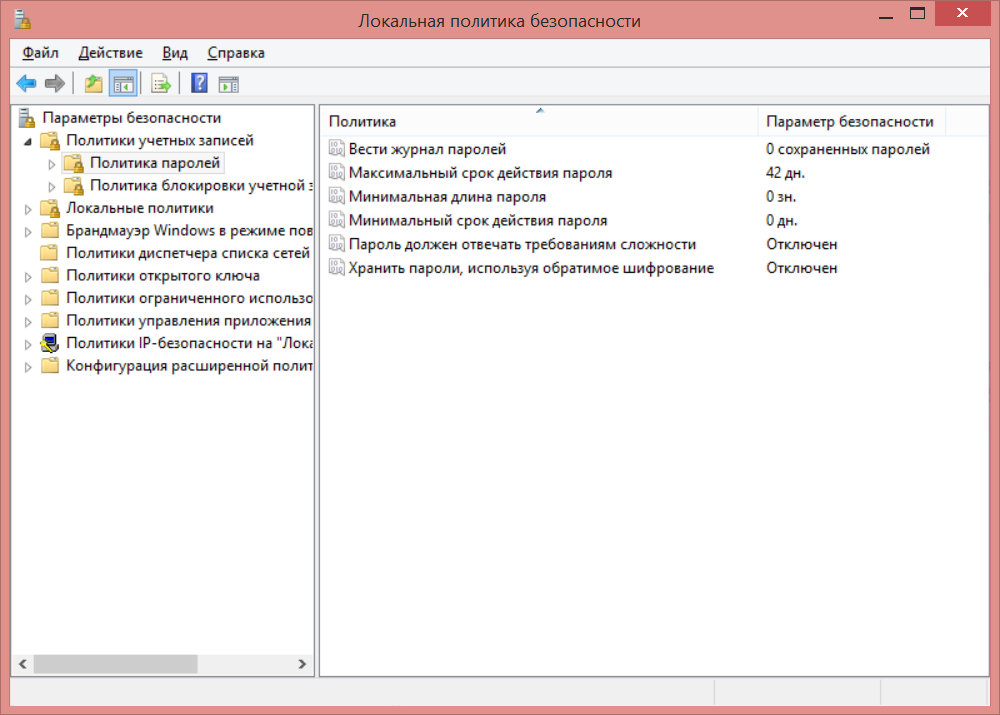 Локальная политика безопасности
Файл Действие Вид Справка
Параметры безопасности
Политики учетных записей
Политика паролей
Политика блокировки учетной з
Локальные политики
Брандмауэр Windows в режиме пов
Политики диспетчера списка сетей
Политики открытого ключа
Политики ограниченного использо
Политики управления приложения
Политики IP-безопасности на "Лока
Конфигурация расширенной полит
Политика Параметр безопасности
Вести журнал паролей 0 сохраненных паролей
Максимальный срок действия пароля 42 дн.
Минимальная длина пароля 0 зн.
Минимальный срок действия пароля 0 дн.
Пароль должен отвечать требованиям сложности Отключен
Хранить пароли, используя обратимое шифрование Отключен